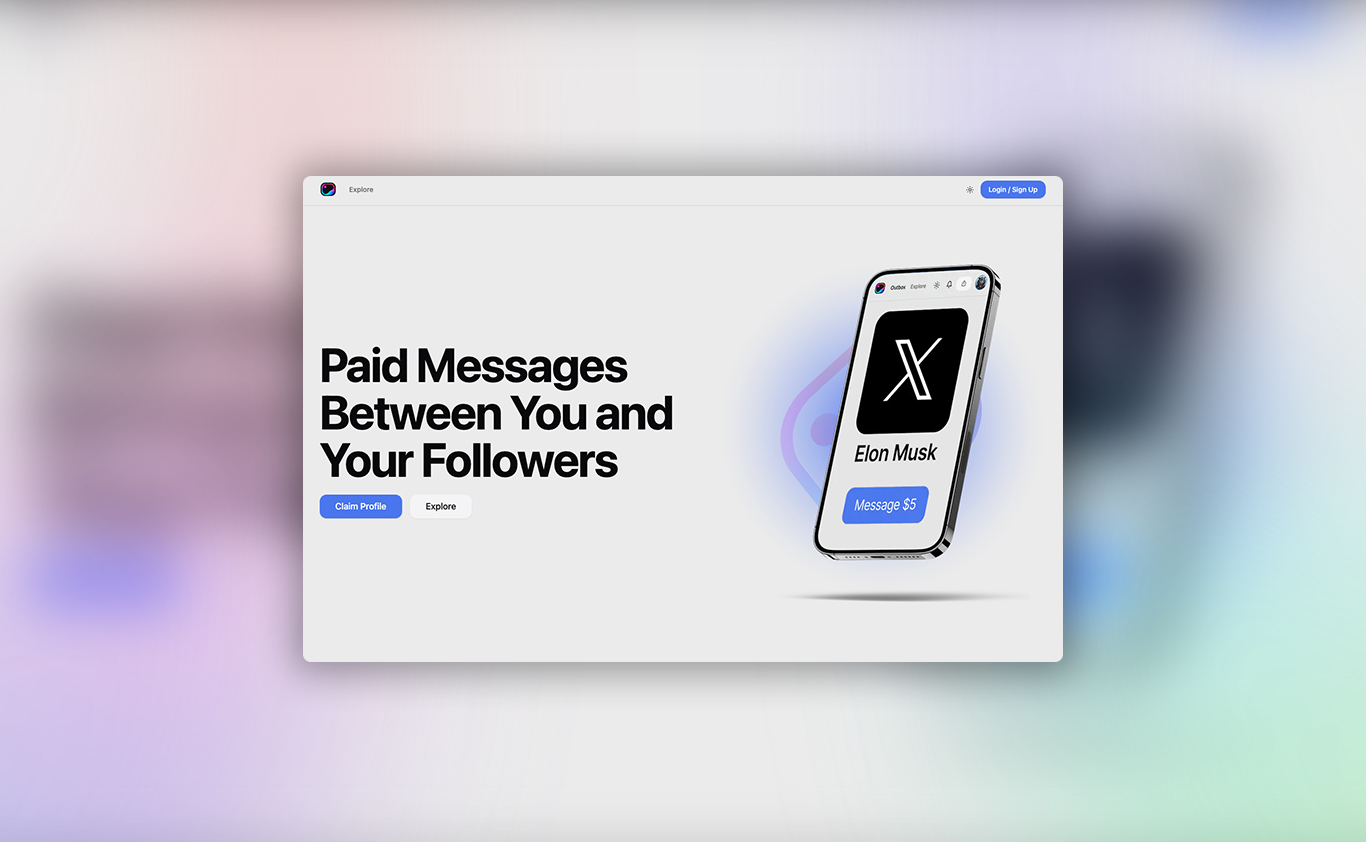 Explore
Login / Sign Up
Paid Messages
Between You and
Your Followers
Claim Profile
Explore
Outbox
Explore
Elon Musk
Message $5